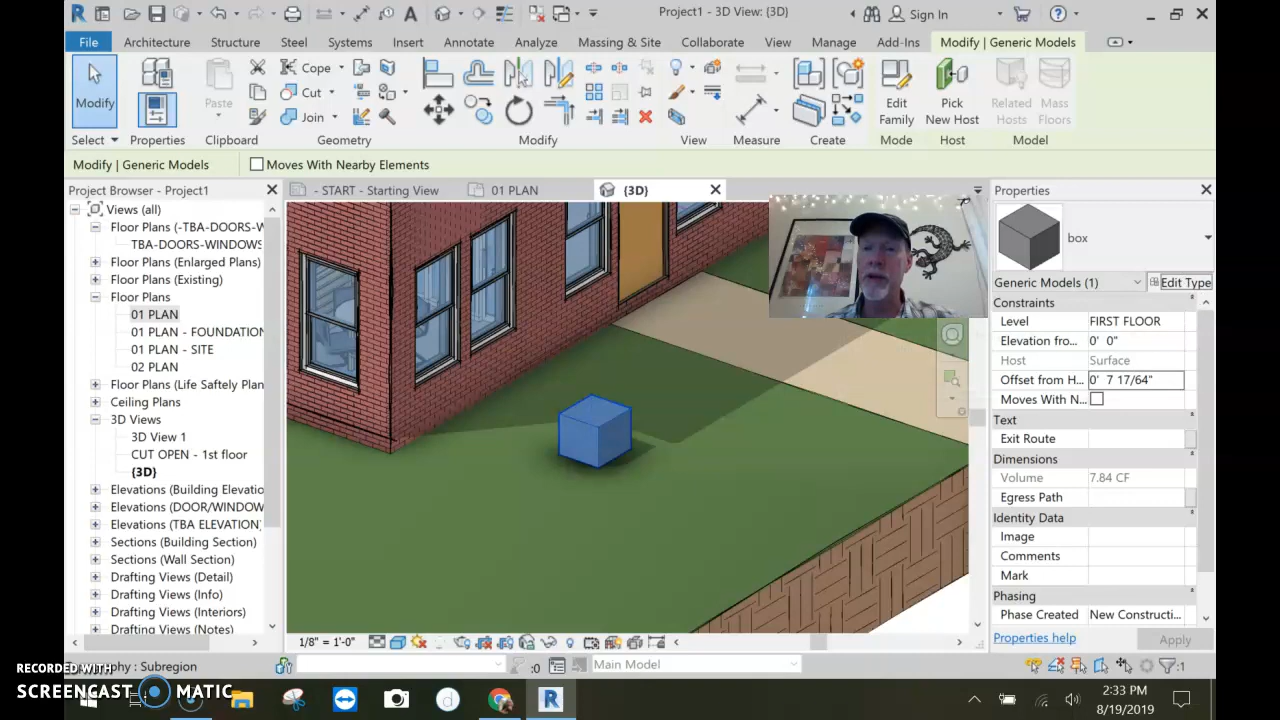 Project1 - 3D View: {3D}
Sign In
File
Architecture
Structure
Steel
Systems
Insert
Annotate
Analyze
Massing & Site
Collaborate
View
Manage
Add-Ins
Modify | Generic Models
Modify
Paste
Cope
Cut
Join
Edit
Family
Pick
New Host
Related
Hosts
Mass
Floors
Select
Properties
Clipboard
Geometry
Modify
View
Measure
Create
Mode
Host
Model
Modify | Generic Models
Moves With Nearby Elements
Project Browser - Project1
- START - Starting View
01 PLAN
{3D}
Properties
Views (all)
Floor Plans (-TBA-DOORS-W
TBA-DOORS-WINDOWS
Floor Plans (Enlarged Plans)
Floor Plans (Existing)
Floor Plans
01 PLAN
01 PLAN - FOUNDATION
01 PLAN - SITE
02 PLAN
Floor Plans (Life Saftely Plan
Ceiling Plans
3D Views
3D View 1
CUT OPEN - 1st floor
{3D}
Elevations (Building Elevatio
Elevations (DOOR/WINDOW
Elevations (TBA ELEVATION)
Sections (Building Section)
Sections (Wall Section)
Drafting Views (Detail)
Drafting Views (Info)
Drafting Views (Interiors)
Drafting Views (Notes)
box
Generic Models (1)
Edit Type
Constraints
Level FIRST FLOOR
Elevation fro... 0' 0"
Host Surface
Offset from H... 0' 7 17/64"
Moves With N...
Text
Exit Route
Dimensions
Volume 7.84 CF
Egress Path
Identity Data
Image
Comments
Mark
Phasing
Phase Created New Constructi...
Properties help
Apply
1/8" = 1'-0"
RECORDED WITH
SCREENCAST MATIC
phy : Subregion
:0
Main Model
:1
2:33 PM
8/19/2019